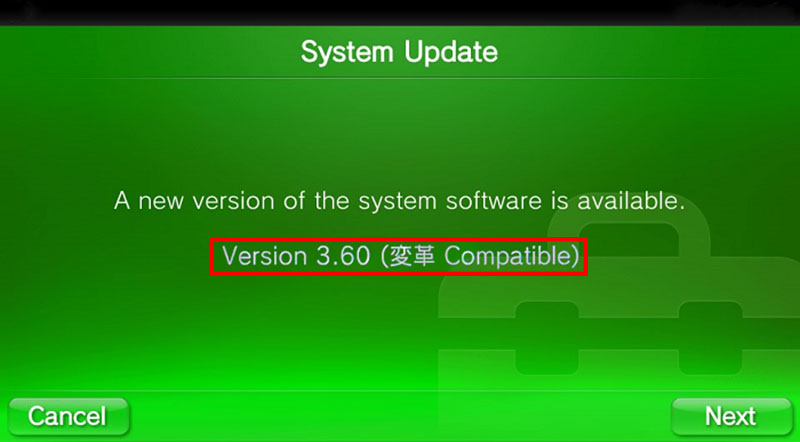 System Update
A new version of the system software is available.
Version 3.60 (変革 Compatible)
Cancel
Next